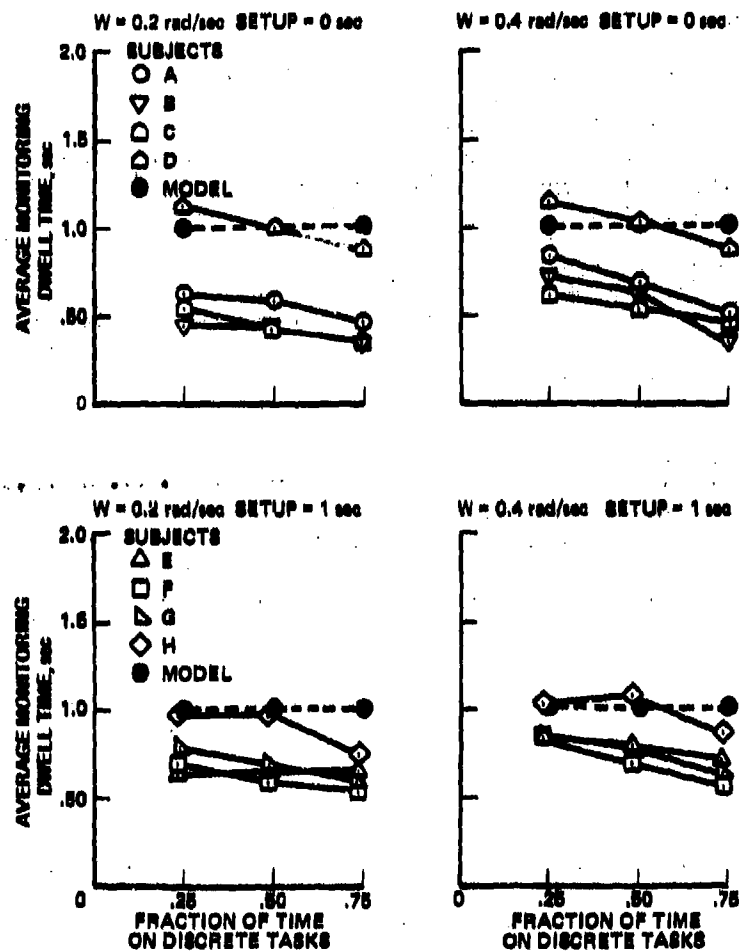 W = 0.2 rad/sec SETUP = 0 sec
W = 0.4 rad/sec SETUP = 0 sec
SUBJECTS
A
B
C
D
MODEL
2.0
1.5
1.0
.50
0
AVERAGE MONITORING
DWELL TIME, sec
W = 0.2 rad/sec SETUP = 1 sec
W = 0.4 rad/sec SETUP = 1 sec
SUBJECTS
E
F
G
H
MODEL
2.0
1.5
1.0
.50
0
AVERAGE MONITORING
DWELL TIME, sec
.25 .50 .75
0 .25 .50 .75
FRACTION OF TIME
ON DISCRETE TASKS
FRACTION OF TIME
ON DISCRETE TASKS